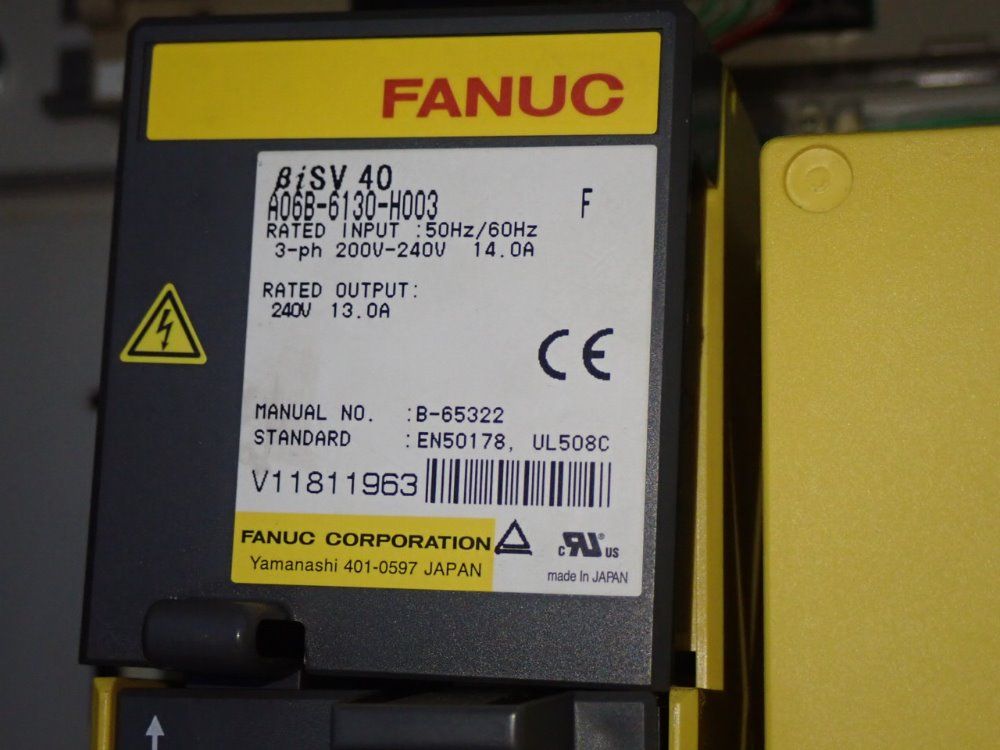 FANUC
βiSV 40
A06B-6130-H003 F
RATED INPUT :50Hz/60Hz
3-ph 200V-240V 14.0A
RATED OUTPUT:
240V 13.0A
CE
MANUAL NO. :B-65322
STANDARD :EN50178, UL508C
V11811963
FANUC CORPORATION
Yamanashi 401-0597 JAPAN
c RU ® US
made In JAPAN